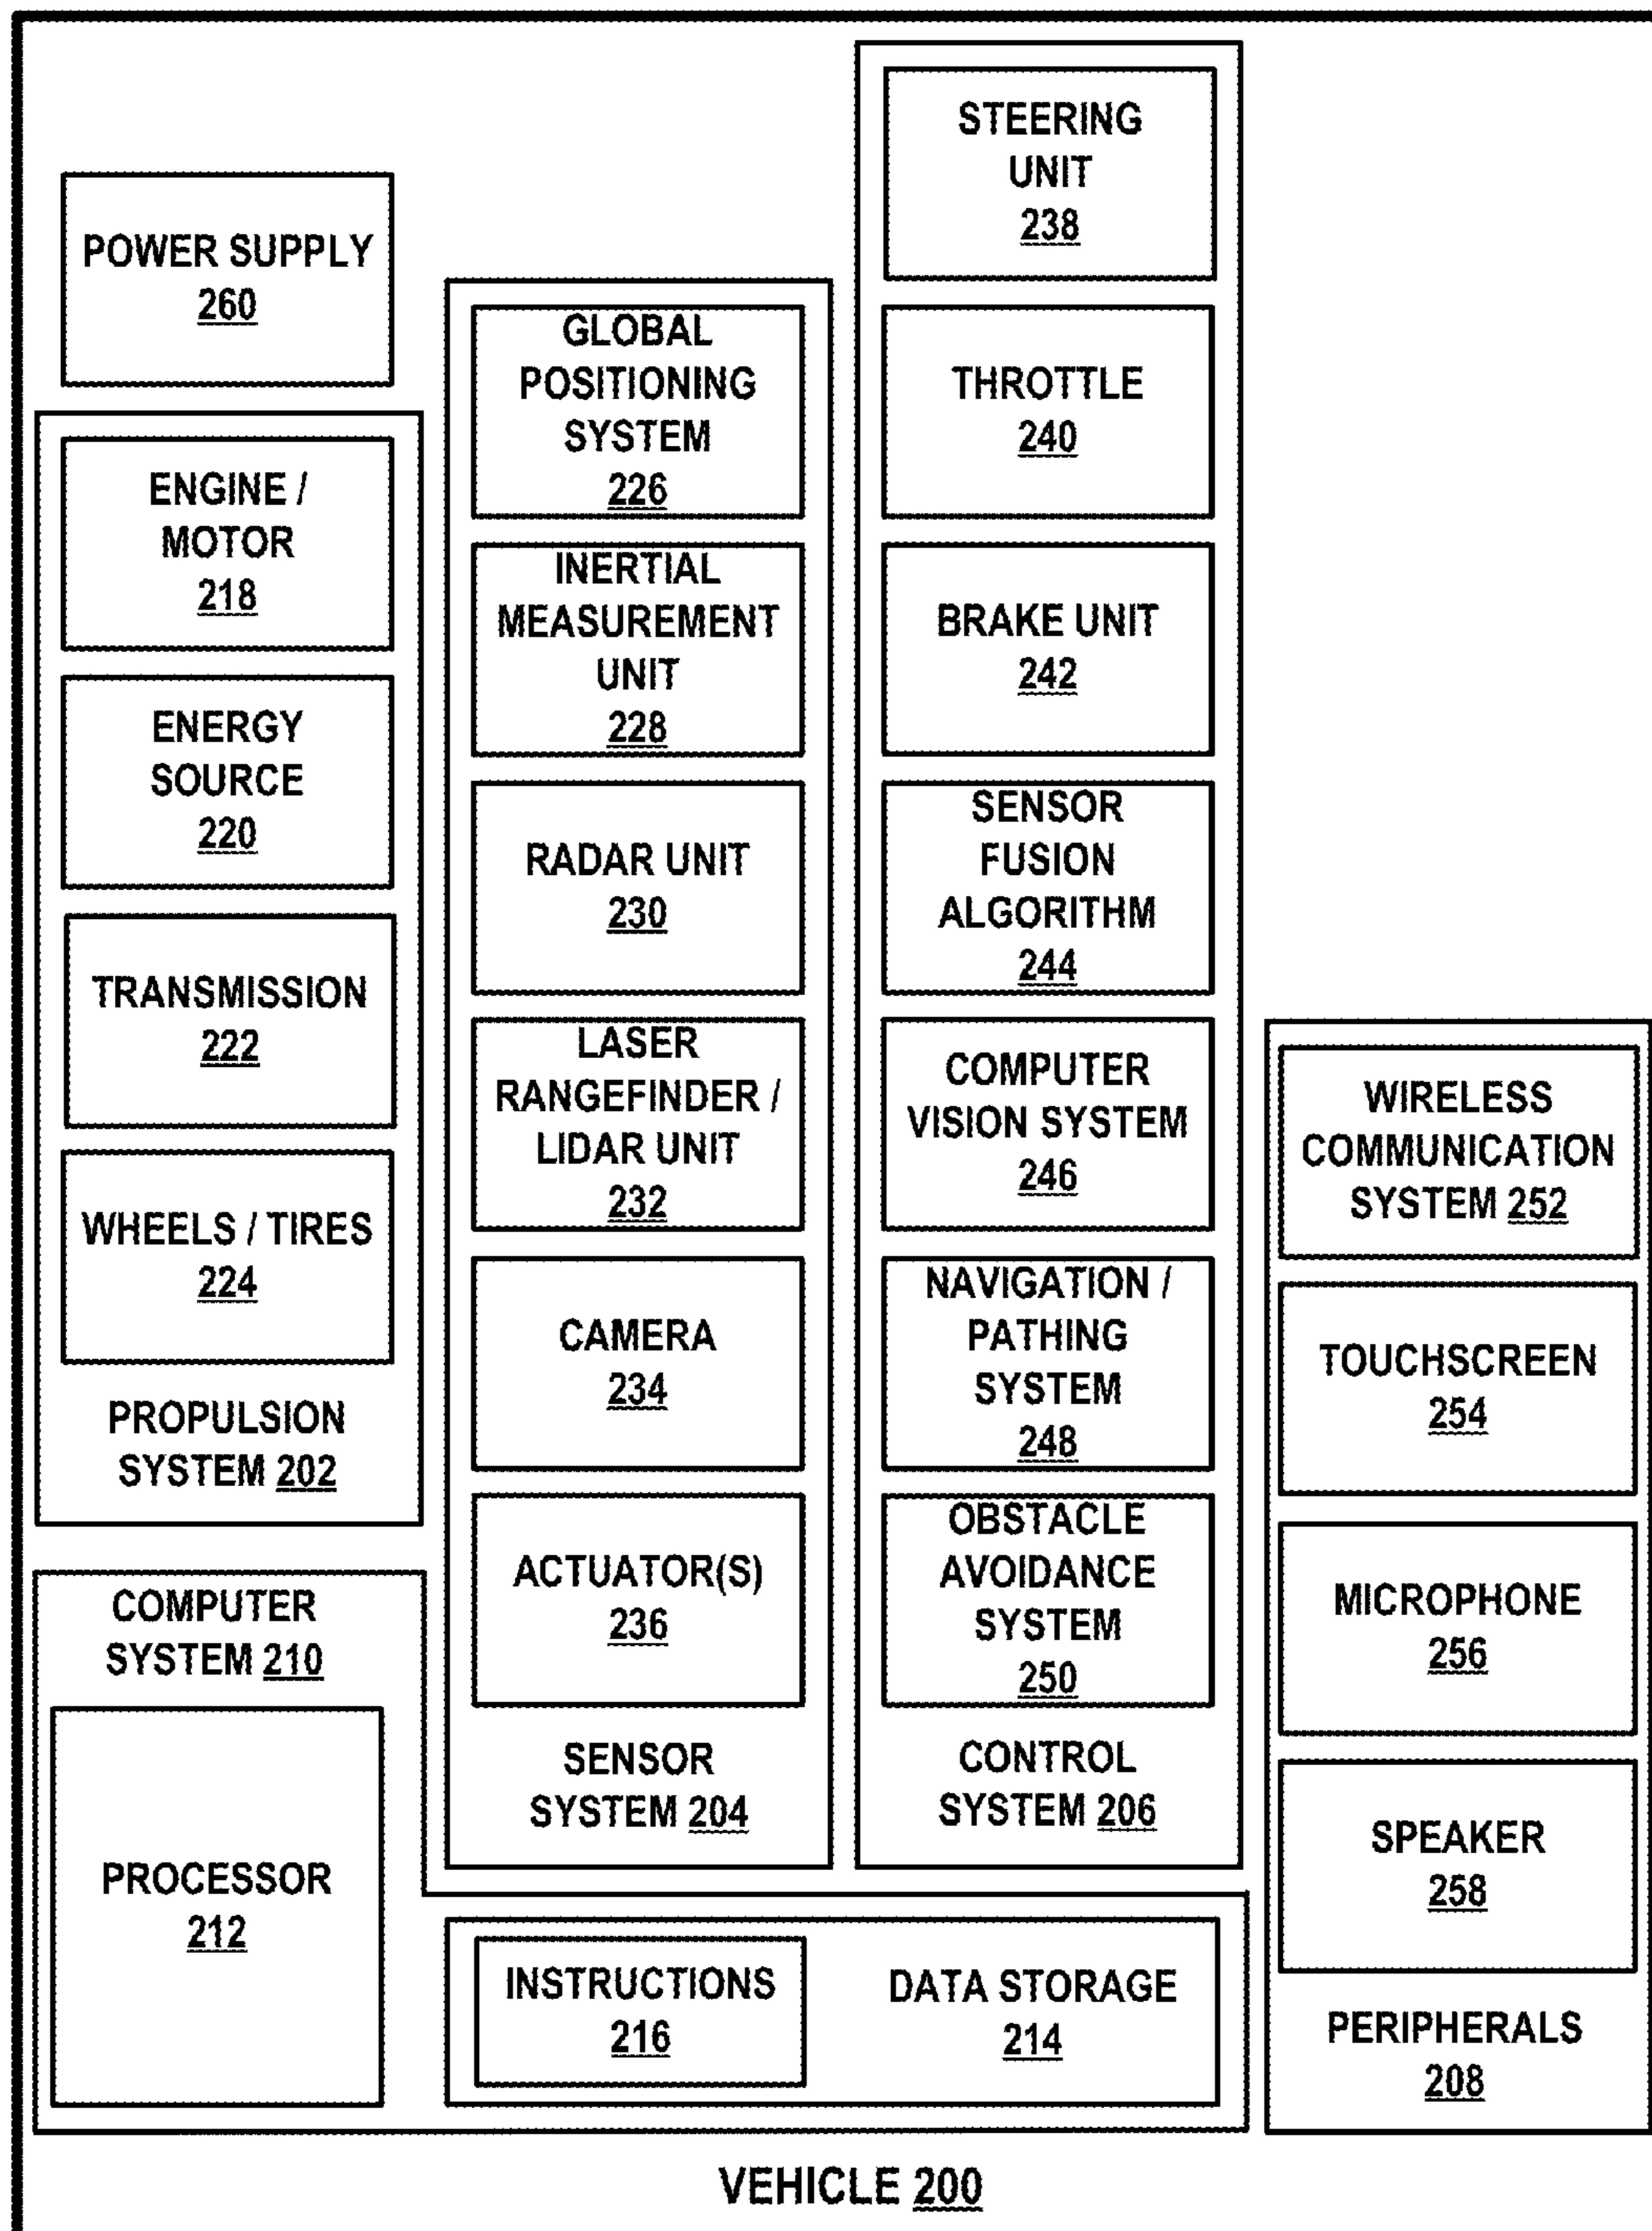 POWER SUPPLY
260
ENGINE /
MOTOR
218
ENERGY
SOURCE
220
TRANSMISSION
222
WHEELS / TIRES
224
PROPULSION
SYSTEM 202
COMPUTER
SYSTEM 210
PROCESSOR
212
GLOBAL
POSITIONING
SYSTEM
226
INERTIAL
MEASUREMENT
UNIT
228
RADAR UNIT
230
LASER
RANGEFINDER /
LIDAR UNIT
232
CAMERA
234
ACTUATOR(S)
236
SENSOR
SYSTEM 204
INSTRUCTIONS
216
DATA STORAGE
214
STEERING
UNIT
238
THROTTLE
240
BRAKE UNIT
242
SENSOR
FUSION
ALGORITHM
244
COMPUTER
VISION SYSTEM
246
NAVIGATION /
PATHING
SYSTEM
248
OBSTACLE
AVOIDANCE
SYSTEM
250
CONTROL
SYSTEM 206
WIRELESS
COMMUNICATION
SYSTEM 252
TOUCHSCREEN
254
MICROPHONE
256
SPEAKER
258
PERIPHERALS
208
VEHICLE 200